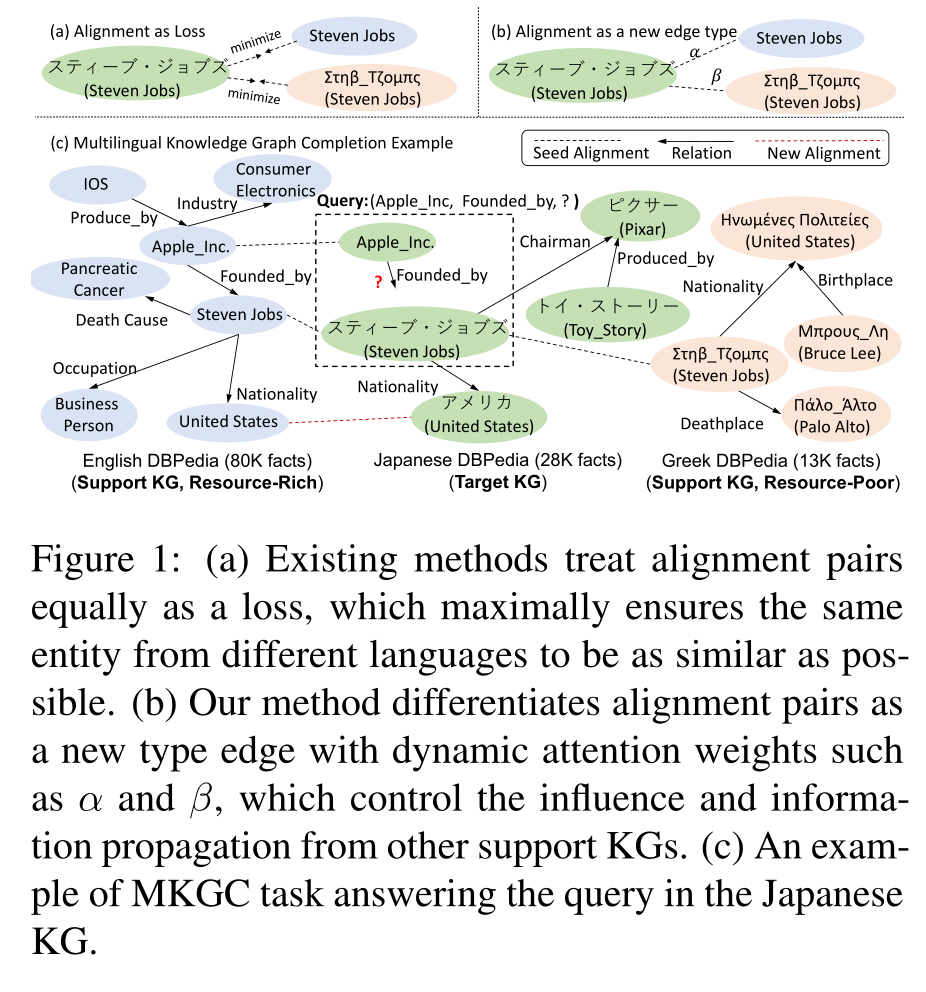 (a) Alignment as Loss
minimize
Steven Jobs
スティーブ・ジョブズ
(Steven Jobs)
minimize
Στηβ_Τζομπς
(Steven Jobs)
(b) Alignment as a new edge type
Steven Jobs
α
スティーブ・ジョブズ
(Steven Jobs)
β
Στηβ_Τζομπς
(Steven Jobs)
(c) Multilingual Knowledge Graph Completion Example
Seed Alignment
Relation
New Alignment
IOS
Consumer
Electronics
Produce_by
Industry
Apple_Inc.
Pancreatic
Cancer
Founded_by
Death Cause
Steven Jobs
Occupation
Nationality
Business
Person
United States
English DBPedia (80K facts)
(Support KG, Resource-Rich)
Query:(Apple_Inc, Founded_by, ? )
Apple_Inc.
?
Founded_by
スティーブ・ジョブズ
(Steven Jobs)
Chairman
ピクサー
(Pixar)
Produced_by
トイ・ストーリー
(Toy_Story)
Nationality
アメリカ
(United States)
Japanese DBPedia (28K facts)
(Target KG)
Ηνωμένες Πολιτείες
(United States)
Nationality
Birthplace
Μπρους_Λη
(Bruce Lee)
Στηβ_Τζομπς
(Steven Jobs)
Deathplace
Πάλο_Άλτο
(Palo Alto)
Greek DBPedia (13K facts)
(Support KG, Resource-Poor)
Figure 1: (a) Existing methods treat alignment pairs
equally as a loss, which maximally ensures the same
entity from different languages to be as similar as pos-
sible. (b) Our method differentiates alignment pairs as
a new type edge with dynamic attention weights such
as α and β, which control the influence and informa-
tion propagation from other support KGs. (c) An exam-
ple of MKGC task answering the query in the Japanese
KG.